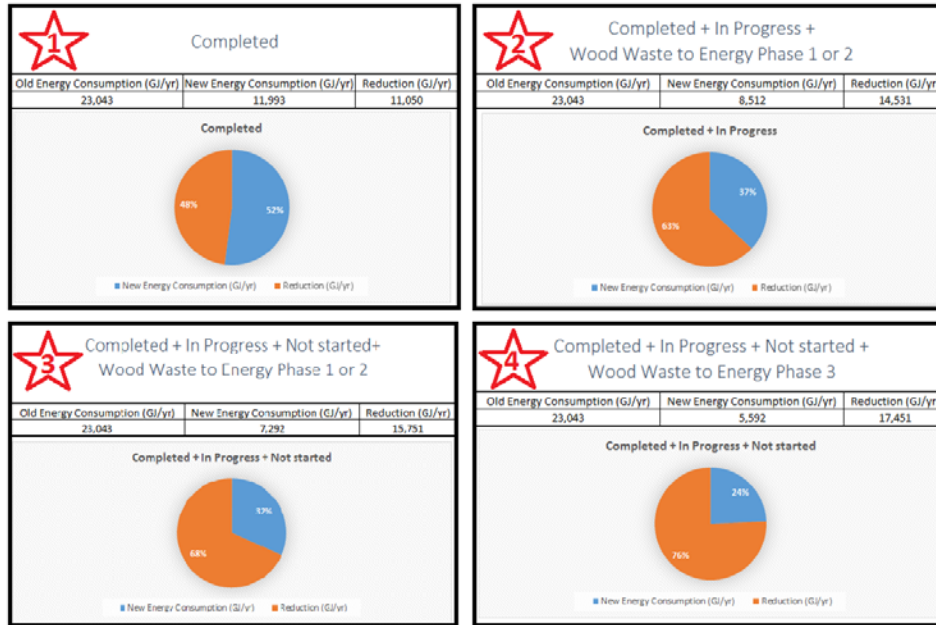 1
Completed
Old Energy Consumption (GJ/yr) New Energy Consumption (GJ/yr) Reduction (GJ/yr)
23,043 11,993 11,050
Completed
48%
52%
New Energy Consumption (GJ/yr) Reduction (GJ/yr)
2
Completed + In Progress +
Wood Waste to Energy Phase 1 or 2
Old Energy Consumption (GJ/yr) New Energy Consumption (GJ/yr) Reduction (GJ/yr)
23,043 8,512 14,531
Completed + In Progress
37%
63%
New Energy Consumption (GJ/yr) Reduction (GJ/yr)
3
Completed + In Progress + Not started+
Wood Waste to Energy Phase 1 or 2
Old Energy Consumption (GJ/yr) New Energy Consumption (GJ/yr) Reduction (GJ/yr)
23,043 7,292 15,751
Completed + In Progress + Not started
32%
68%
New Energy Consumption (GJ/yr) Reduction (GJ/yr)
4
Completed + In Progress + Not started +
Wood Waste to Energy Phase 3
Old Energy Consumption (GJ/yr) New Energy Consumption (GJ/yr) Reduction (GJ/yr)
23,043 5,592 17,451
Completed + In Progress + Not started
24%
76%
New Energy Consumption (GJ/yr) Reduction (GJ/yr)